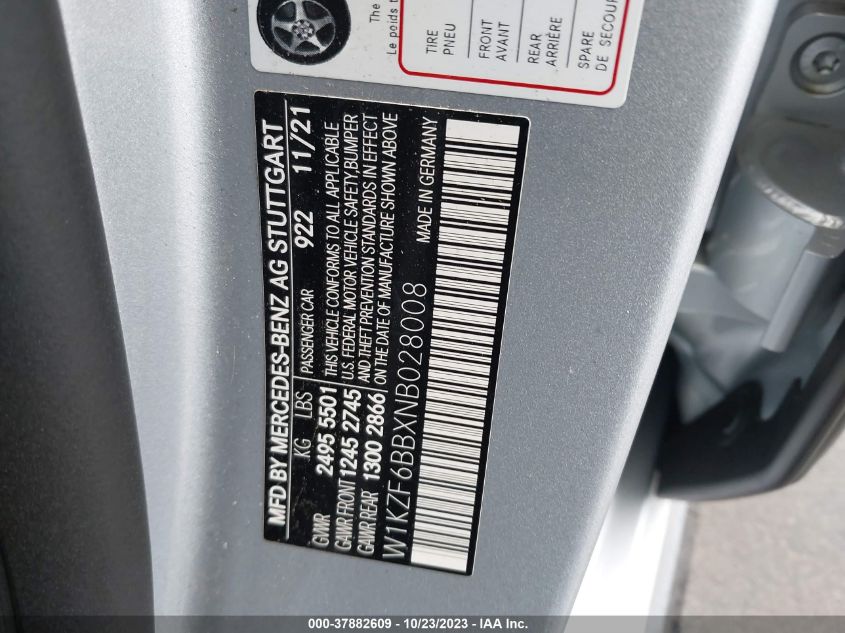 The
Le poids t
TIRE
PNEU
FRONT
AVANT
REAR
ARRIÈRE
SPARE
DE SECOUR
MFD BY MERCEDES-BENZ AG STUTTGART
KG LBS PASSENGER CAR 922 11/'21
GVWR 2495 5501 THIS VEHICLE CONFORMS TO ALL APPLICABLE
GAWR FRONT 1245 2745 U.S. FEDERAL MOTOR VEHICLE SAFETY,BUMPER
GAWR REAR 1300 2866 AND THEFT PREVENTION STANDARDS IN EFFECT
ON THE DATE OF MANUFACTURE SHOWN ABOVE
W1KZF6BBXNB028008 MADE IN GERMANY
000-37882609 | 10/23/2023 - IAA Inc.